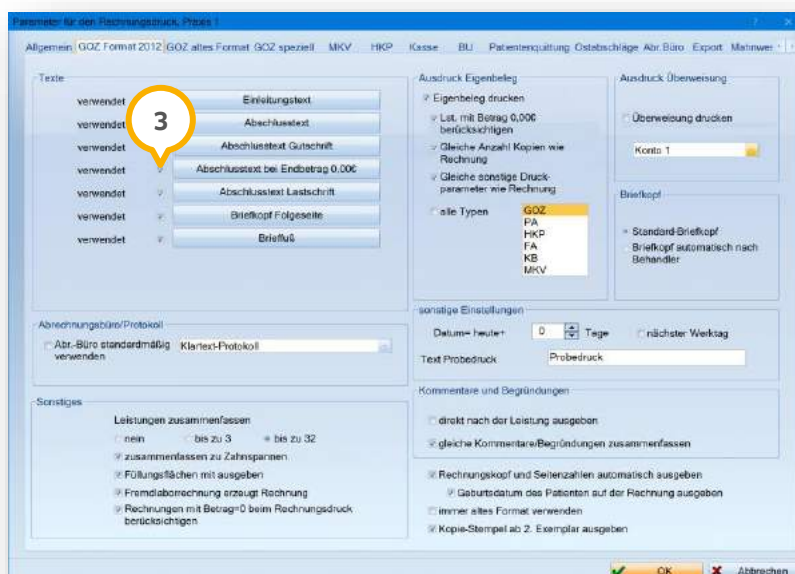 Parameter für den Rechnungsdruck, Praxis 1
Allgemein GOZ Format 2012 GOZ altes Format GOZ speziell MKV HKP Kasse BU Patientenquittung Ostabschläge Abr.Büro Export Mahnwes
Texte
verwendet Einleitungstext
verwendet Abschlusstext
verwendet Abschlusstext Gutschrift
verwendet Abschlusstext bei Endbetrag 0,00€
verwendet Abschlusstext Lastschrift
verwendet Briefkopf Folgeseite
verwendet Brieffuß
3
Abrechnungsbüro/Protokoll
Abr.-Büro standardmäßig verwenden
Klartext-Protokoll
Sonstiges
Leistungen zusammenfassen
nein bis zu 3 bis zu 32
zusammenfassen zu Zahnspannen
Füllungsflächen mit ausgeben
Fremdlaborrechnung erzeugt Rechnung
Rechnungen mit Betrag=0 beim Rechnungsdruck
berücksichtigen
Ausdruck Eigenbeleg
Eigenbeleg drucken
Lst. mit Betrag 0,00€
berücksichtigen
Gleiche Anzahl Kopien wie
Rechnung
Gleiche sonstige Druck-
parameter wie Rechnung
alle Typen
GOZ
PA
HKP
FA
KB
MKV
Ausdruck Überweisung
Überweisung drucken
Konto 1
Briefkopf
Standard-Briefkopf
Briefkopf automatisch nach
Behandler
sonstige Einstellungen
Datum= heute+ 0 Tage nächster Werktag
Text Probedruck Probedruck
Kommentare und Begründungen
direkt nach der Leistung ausgeben
gleiche Kommentare/Begründungen zusammenfassen
Rechnungskopf und Seitenzahlen automatisch ausgeben
Geburtsdatum des Patienten auf der Rechnung ausgeben
immer altes Format verwenden
Kopie-Stempel ab 2. Exemplar ausgeben
OK Abbrechen